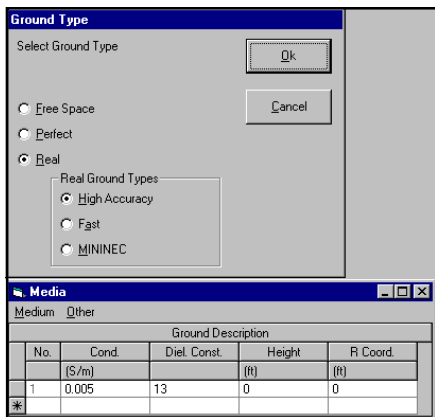 Ground Type
Select Ground Type
Ok
Free Space
Cancel
Perfect
Real
Real Ground Types
High Accuracy
Fast
MININEC
Media
Medium Other
Ground Description
No. Cond. Diel. Const. Height R Coord.
(S/m) (ft) (ft)
1 0.005 13 0 0
*